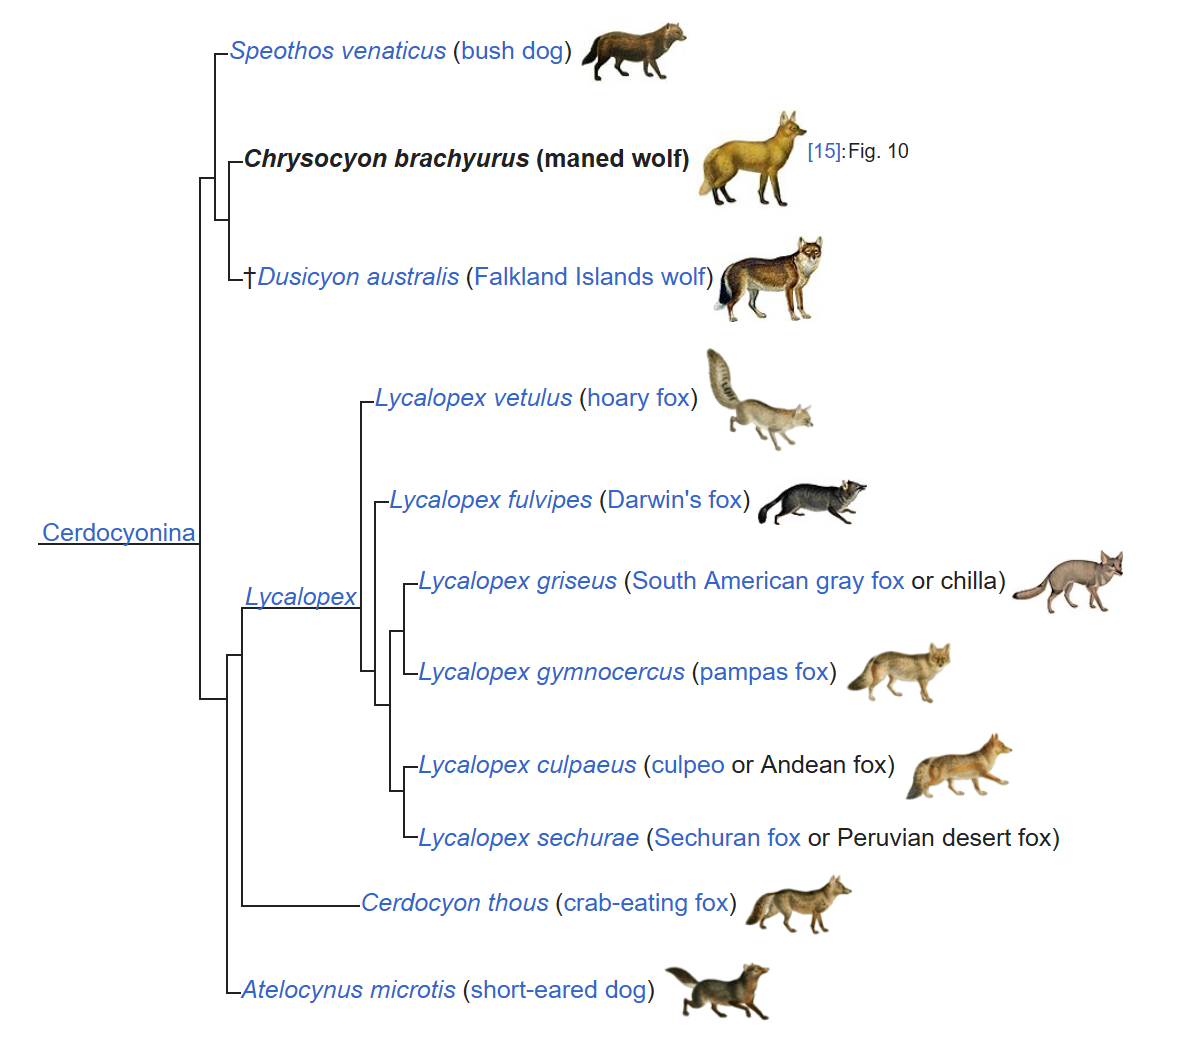 Speothos venaticus (bush dog)
Chrysocyon brachyurus (maned wolf)
[15]:Fig. 10
†Dusicyon australis (Falkland Islands wolf)
Lycalopex vetulus (hoary fox)
Lycalopex fulvipes (Darwin's fox)
Cerdocyonina
Lycalopex griseus (South American gray fox or chilla)
Lycalopex
Lycalopex gymnocercus (pampas fox)
Lycalopex culpaeus (culpeo or Andean fox)
Lycalopex sechurae (Sechuran fox or Peruvian desert fox)
Cerdocyon thous (crab-eating fox)
Atelocynus microtis (short-eared dog)